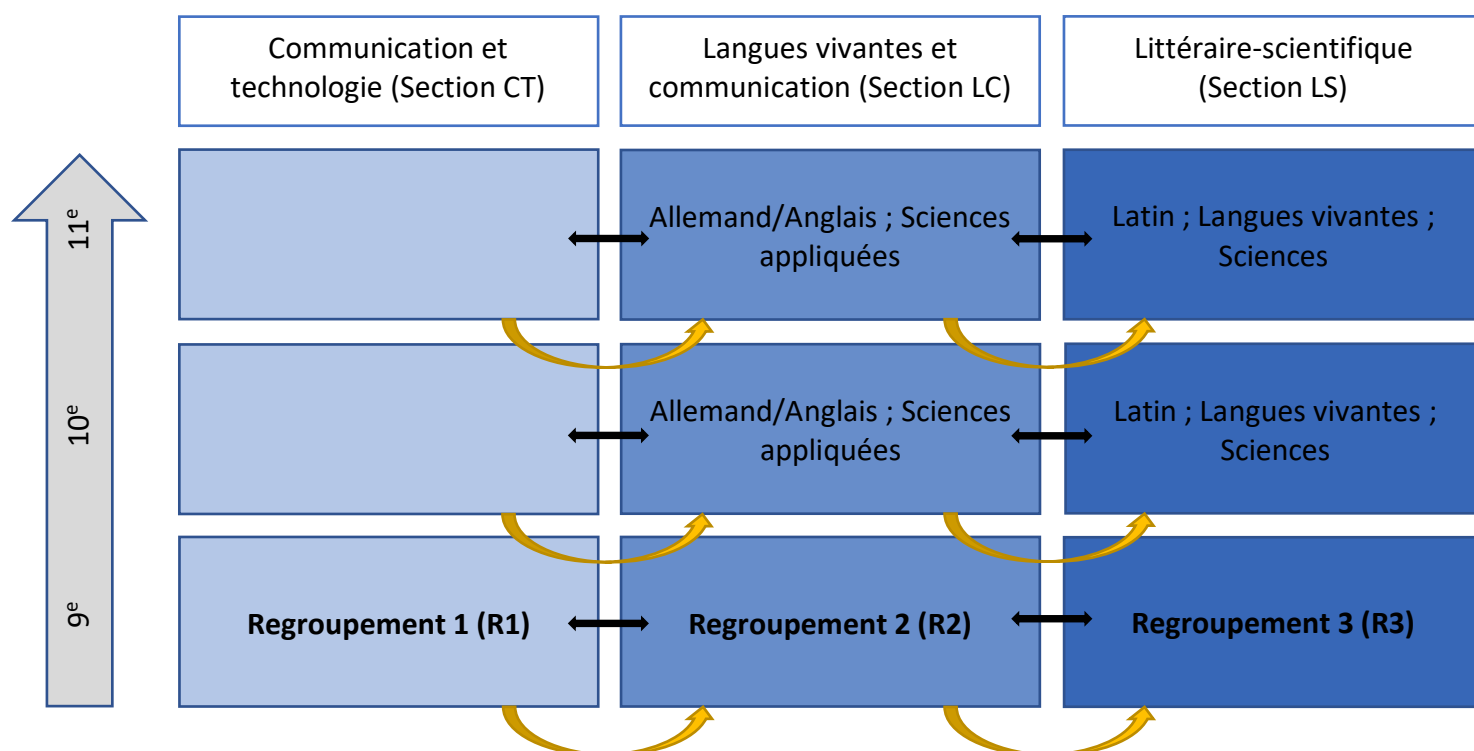 Communication et
technologie (Section CT)
Langues vivantes et
communication (Section LC)
Littéraire-scientifique
(Section LS)
11e
Allemand/Anglais ; Sciences
appliquées
Latin ; Langues vivantes ;
Sciences
10e
Allemand/Anglais ; Sciences
appliquées
Latin ; Langues vivantes ;
Sciences
9e
Regroupement 1 (R1)
Regroupement 2 (R2)
Regroupement 3 (R3)